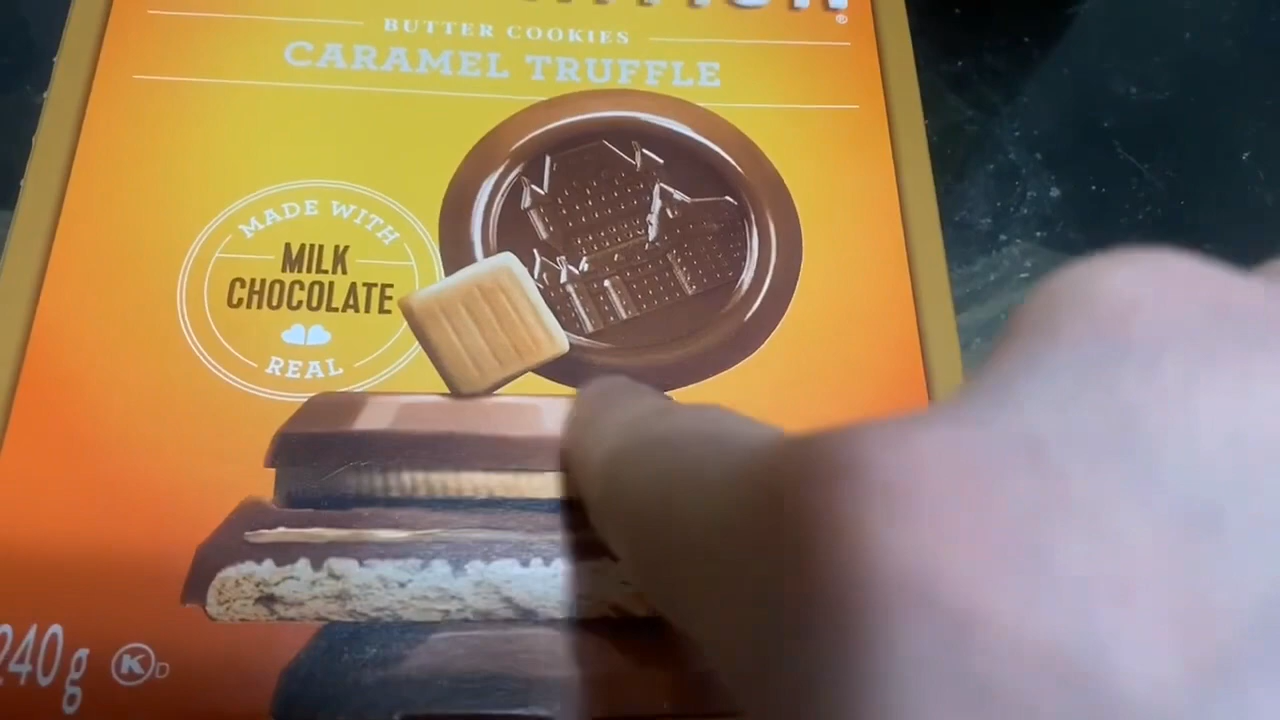 BUTTER COOKIES
CARAMEL TRUFFLE
MADE WITH
MILK
CHOCOLATE
REAL
240g K D